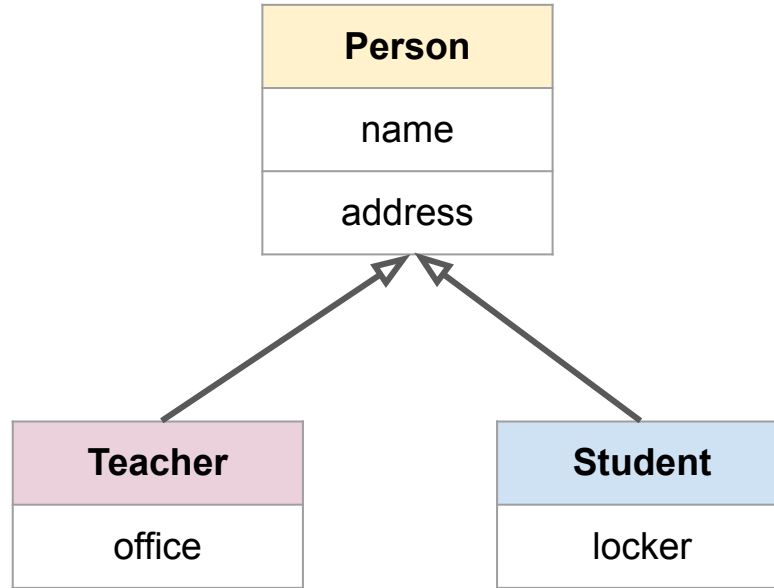 Person
name
address
Teacher
office
Student
locker